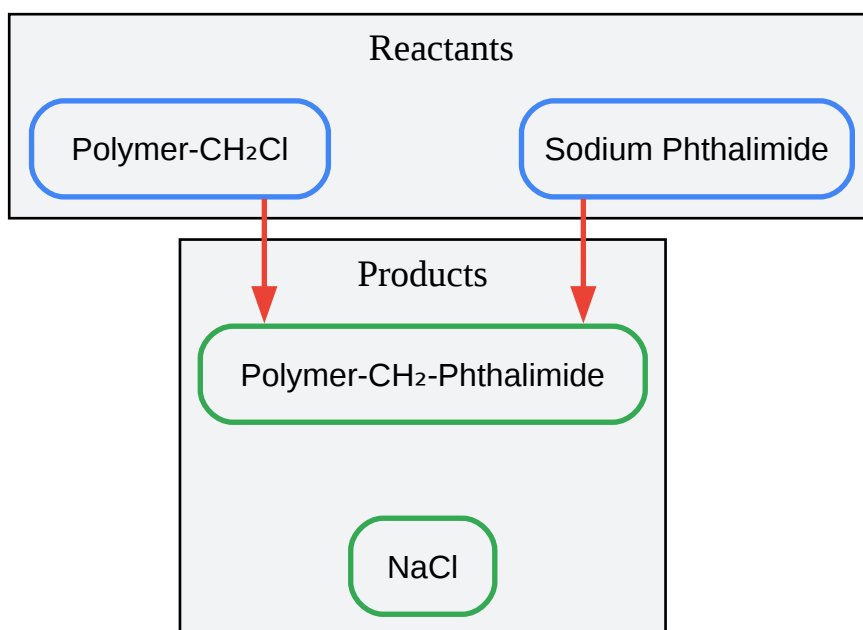 Reactants
Polymer-CH₂Cl
Sodium Phthalimide
Products
Polymer-CH₂-Phthalimide
NaCl